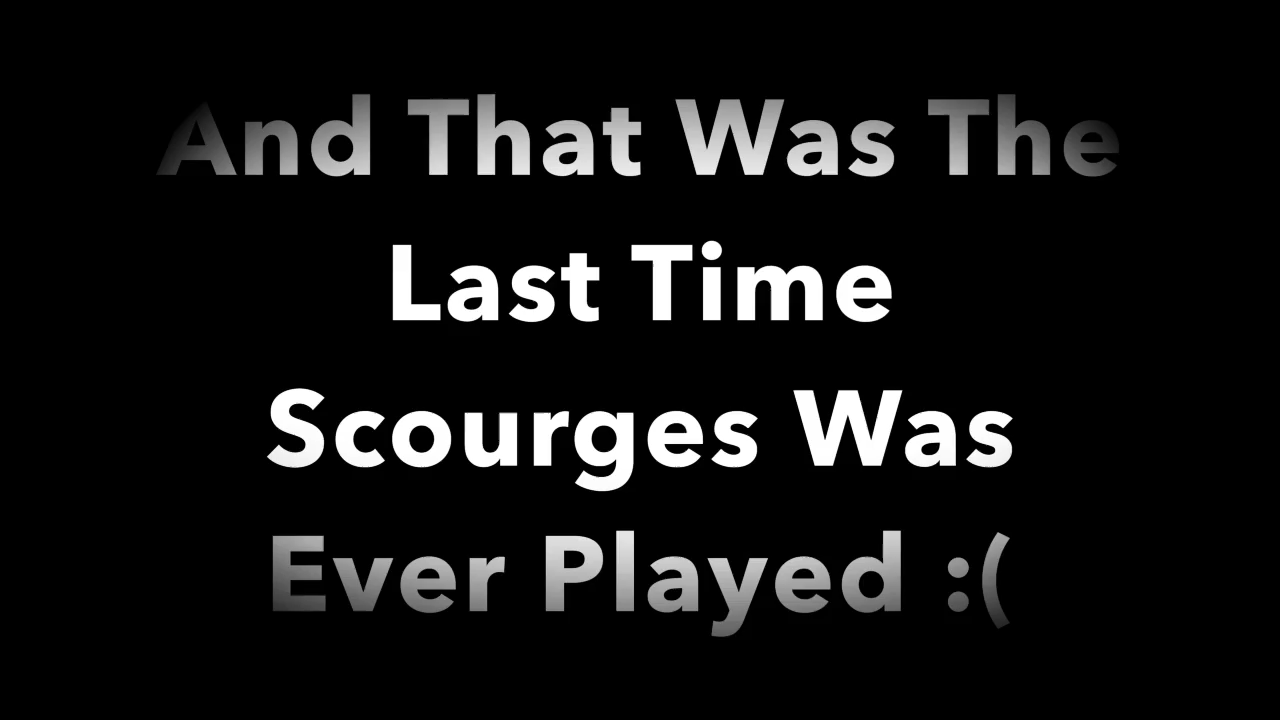 And That Was The
Last Time
Scourges Was
Ever Played :(